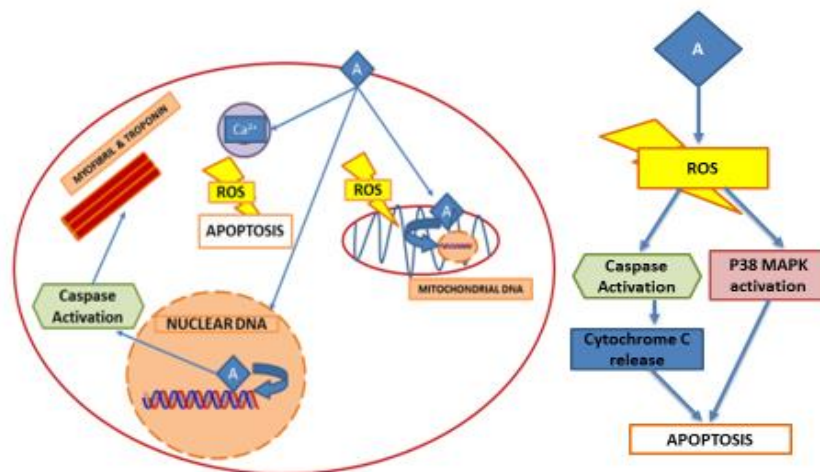 A
Ca²⁺
MYOFIBRIL & TROPONIN
ROS
APOPTOSIS
ROS
A
MITOCHONDRIAL DNA
Caspase
Activation
NUCLEAR DNA
A
A
ROS
Caspase
Activation
P38 MAPK
activation
Cytochrome C
release
APOPTOSIS